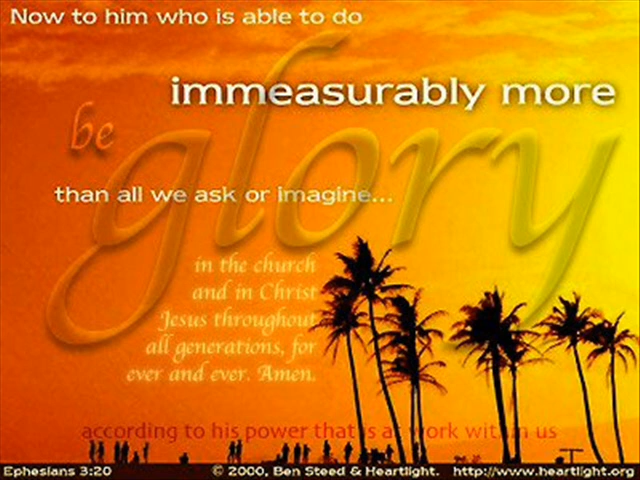 Now to him who is able to do
immeasurably more
be
glory
than all we ask or imagine...
in the church
and in Christ
Jesus throughout
all generations, for
ever and ever. Amen.
according to his power that is at work within us
Ephesians 3:20 © 2000, Ben Steed & Heartlight. http://www.heartlight.org